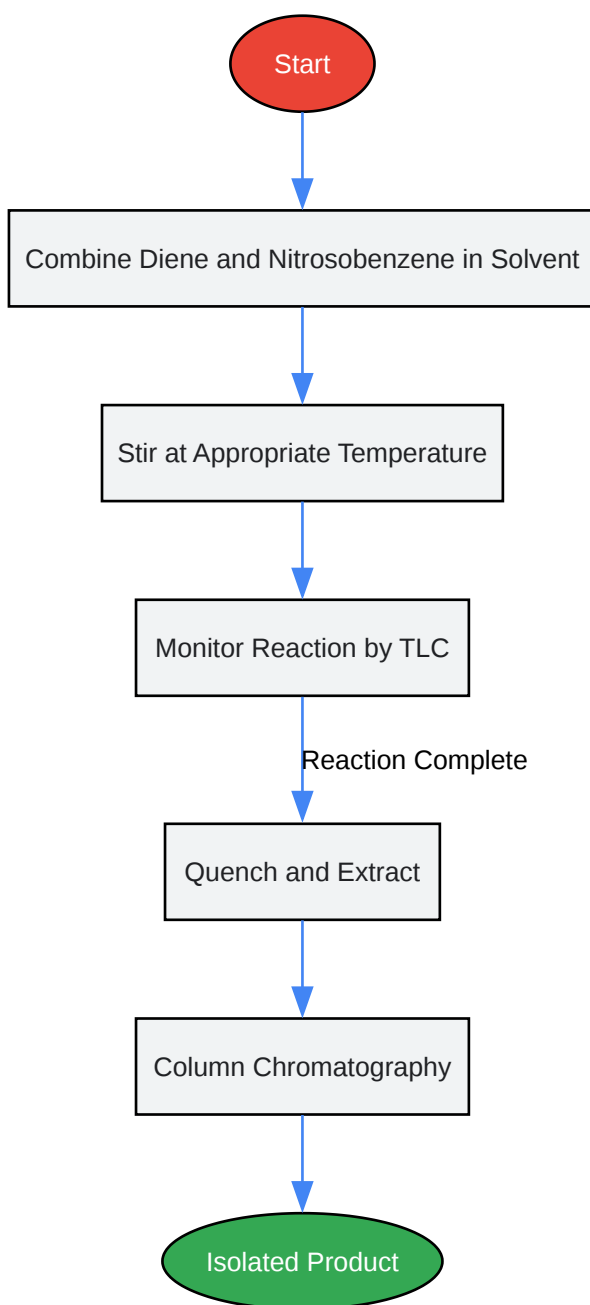 Start
Combine Diene and Nitrosobenzene in Solvent
Stir at Appropriate Temperature
Monitor Reaction by TLC
Reaction Complete
Quench and Extract
Column Chromatography
Isolated Product